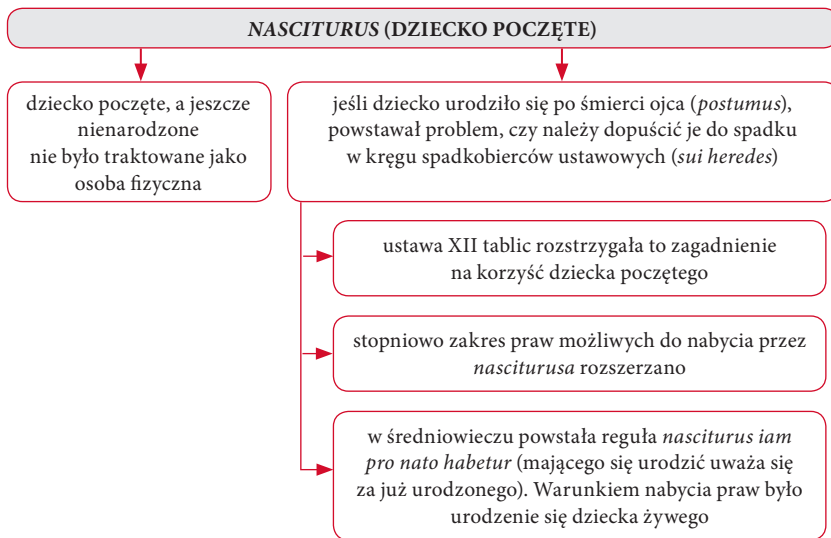 NASCITURUS (DZIECKO POCZĘTE)
dziecko poczęte, a jeszcze
nienarodzone
nie było traktowane jako
osoba fizyczna
jeśli dziecko urodziło się po śmierci ojca (postumus),
powstawał problem, czy należy dopuścić je do spadku
w kręgu spadkobierców ustawowych (sui heredes)
ustawa XII tablic rozstrzygała to zagadnienie
na korzyść dziecka poczętego
stopniowo zakres praw możliwych do nabycia przez
nasciturusa rozszerzano
w średniowieczu powstała reguła nasciturus iam
pro nato habetur (mającego się urodzić uważa się
za już urodzonego). Warunkiem nabycia praw było
urodzenie się dziecka żywego